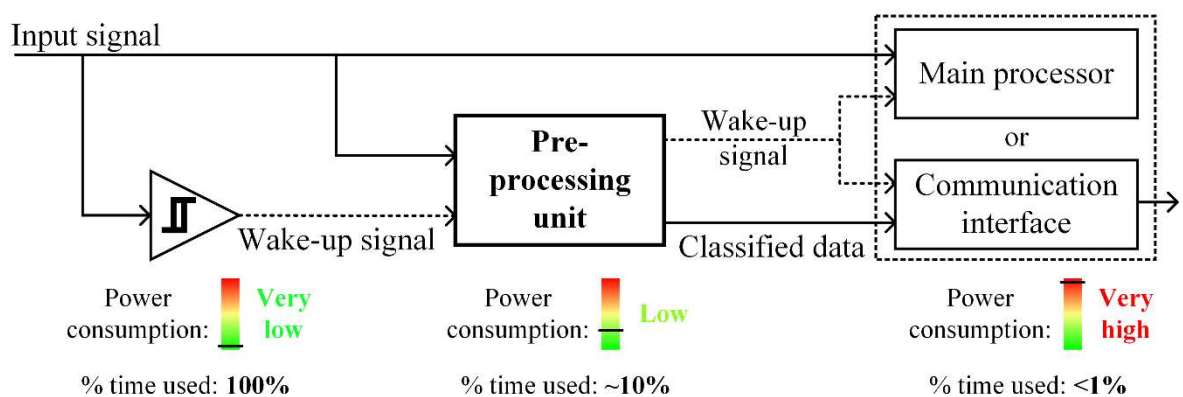 Input signal
Main processor
Wake-up
signal
Pre-
processing
unit
or
Communication
interface
Wake-up signal
Classified data
Power
consumption:
Very
low
Power
consumption:
Low
Power
consumption:
Very
high
% time used: 100%
% time used: ~10%
% time used: <1%